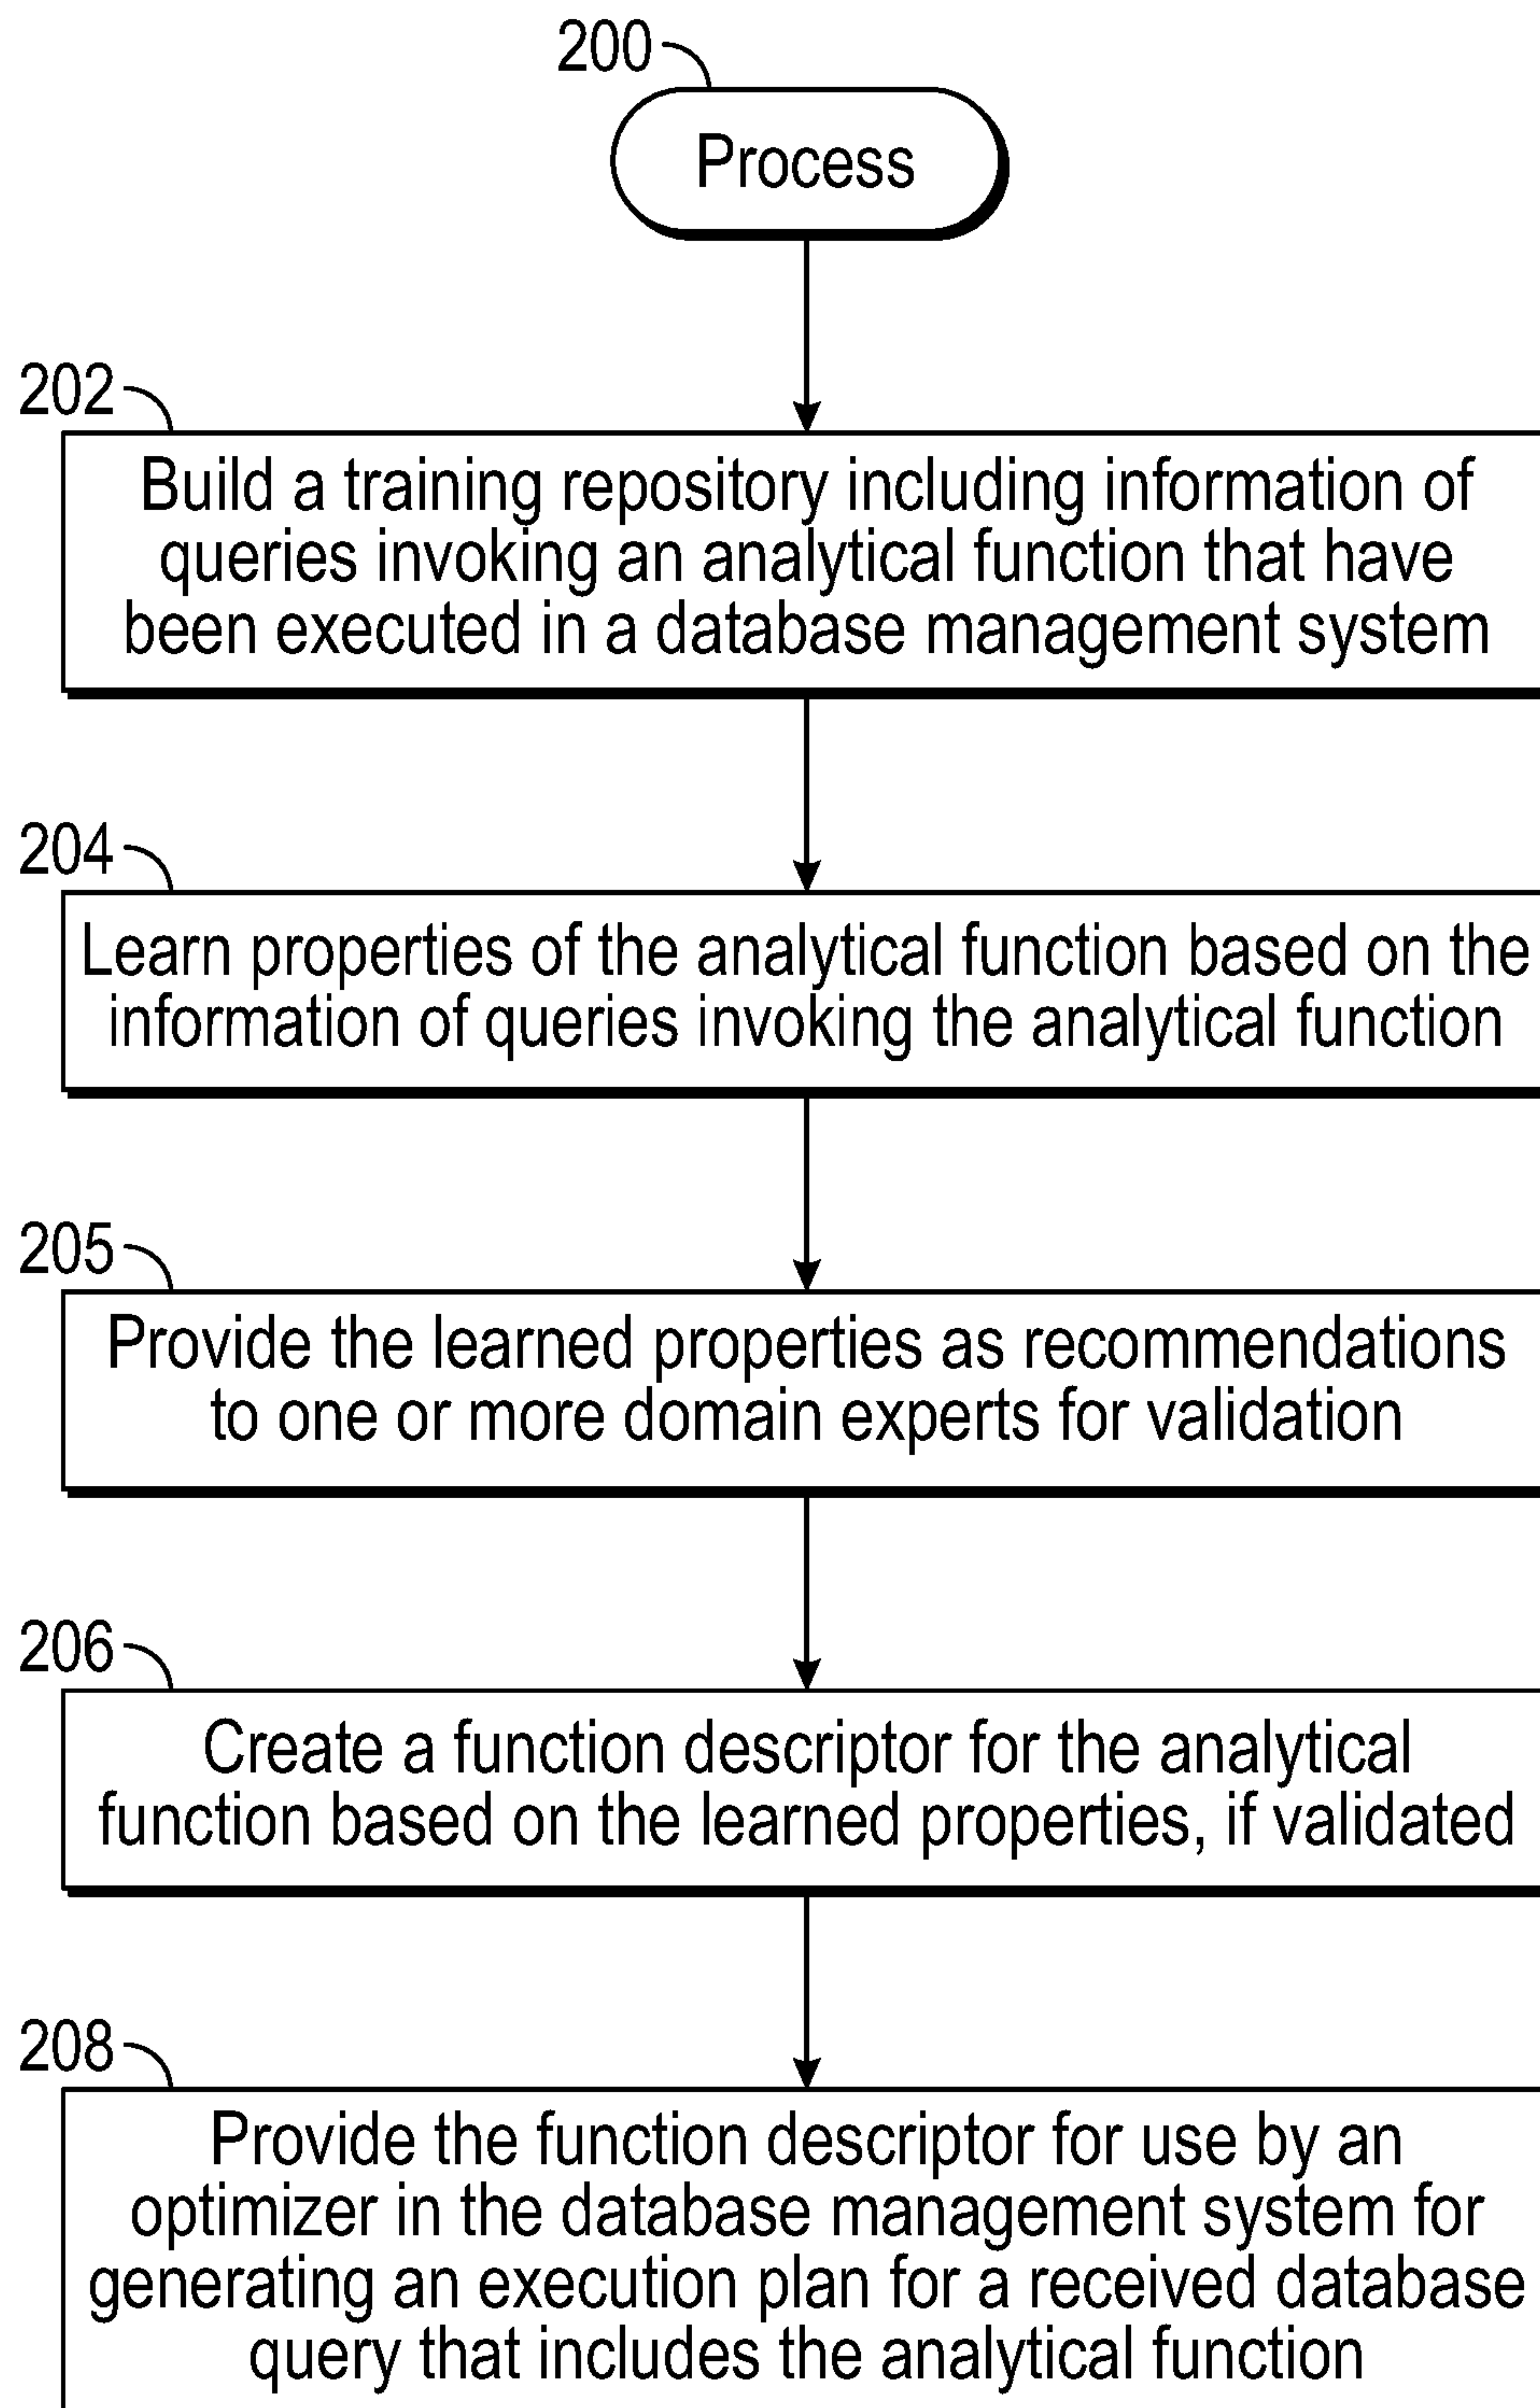 200
Process
202
Build a training repository including information of
queries invoking an analytical function that have
been executed in a database management system
204
Learn properties of the analytical function based on the
information of queries invoking the analytical function
205
Provide the learned properties as recommendations
to one or more domain experts for validation
206
Create a function descriptor for the analytical
function based on the learned properties, if validated
208
Provide the function descriptor for use by an
optimizer in the database management system for
generating an execution plan for a received database
query that includes the analytical function